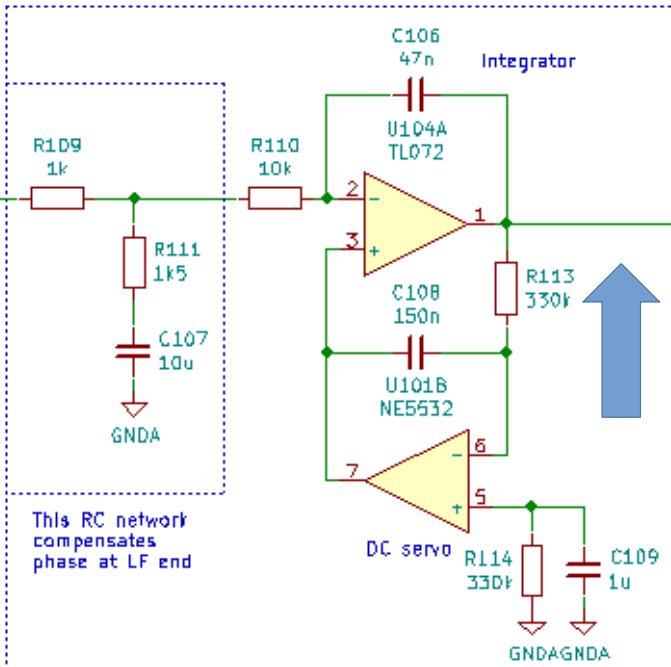 C106
47n
Integrator
U104A
TL072
R109
1k
R110
10k
2
-
1
3
+
R111
1k5
C107
10u
GNDA
C108
150n
R113
330k
U101B
NE5532
6
-
7
5
+
This RC network
compensates
phase at LF end
DC servo
R114
330k
C109
1u
GNDAGNDA